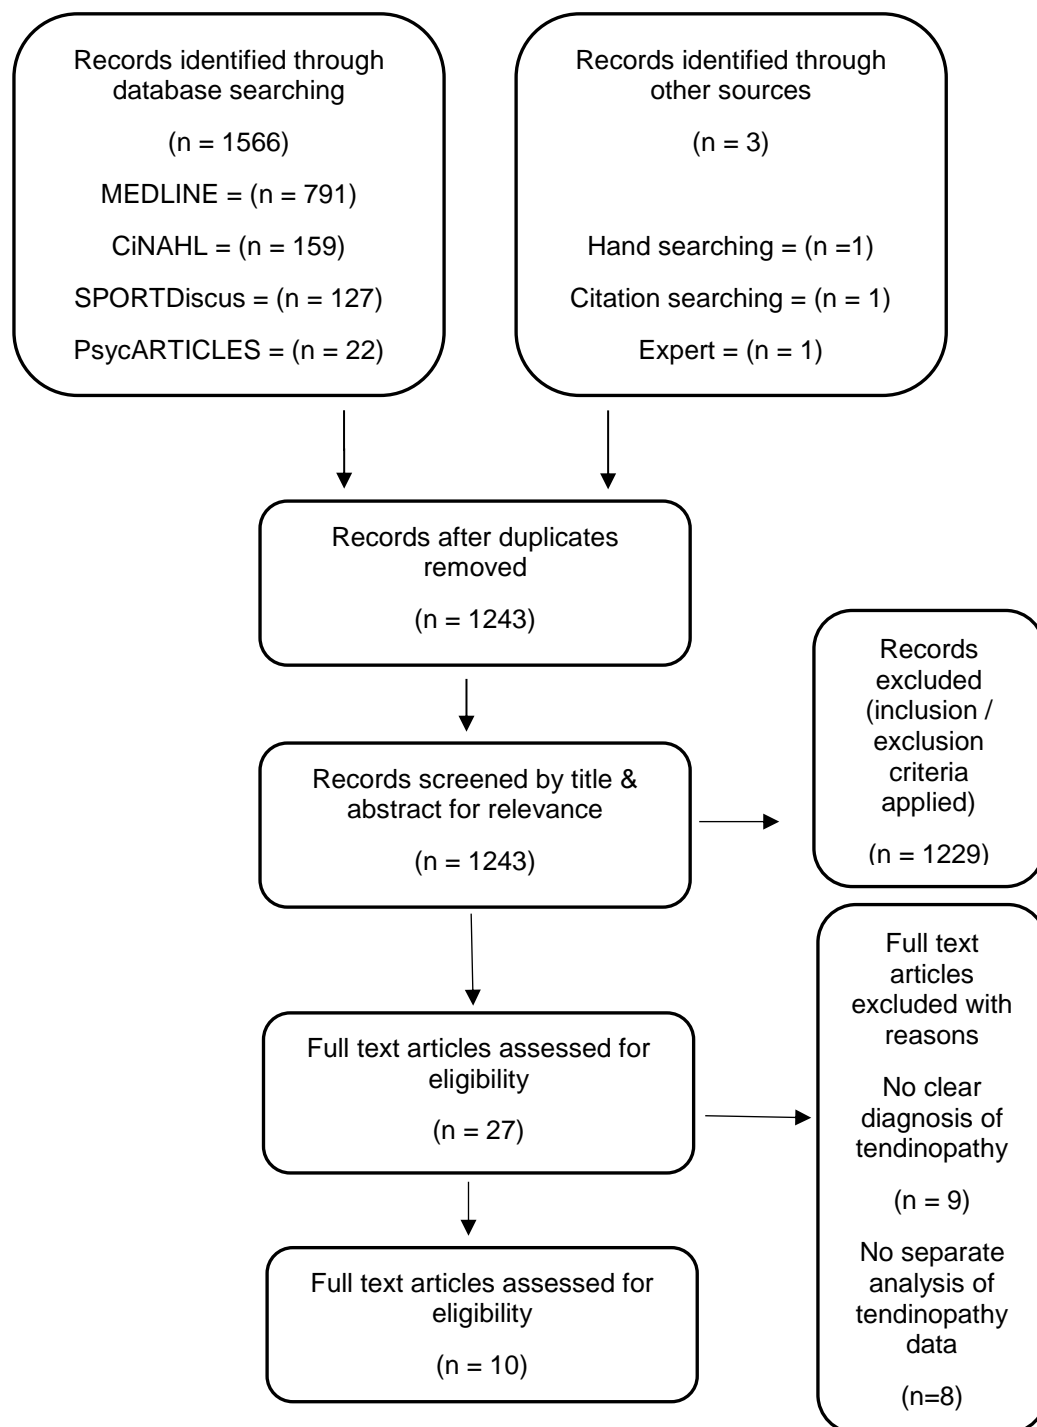 Records identified through
database searching
(n = 1566)
MEDLINE = (n = 791)
CiNAHL = (n = 159)
SPORTDiscus = (n = 127)
PsycARTICLES = (n = 22)
Records identified through
other sources
(n = 3)
Hand searching = (n =1)
Citation searching = (n = 1)
Expert = (n = 1)
Records after duplicates
removed
(n = 1243)
Records screened by title &
abstract for relevance
(n = 1243)
Records
excluded
(inclusion /
exclusion
criteria
applied)
(n = 1229)
Full text articles assessed for
eligibility
(n = 27)
Full text
articles
excluded with
reasons
No clear
diagnosis of
tendinopathy
(n = 9)
No separate
analysis of
tendinopathy
data
(n=8)
Full text articles assessed for
eligibility
(n = 10)